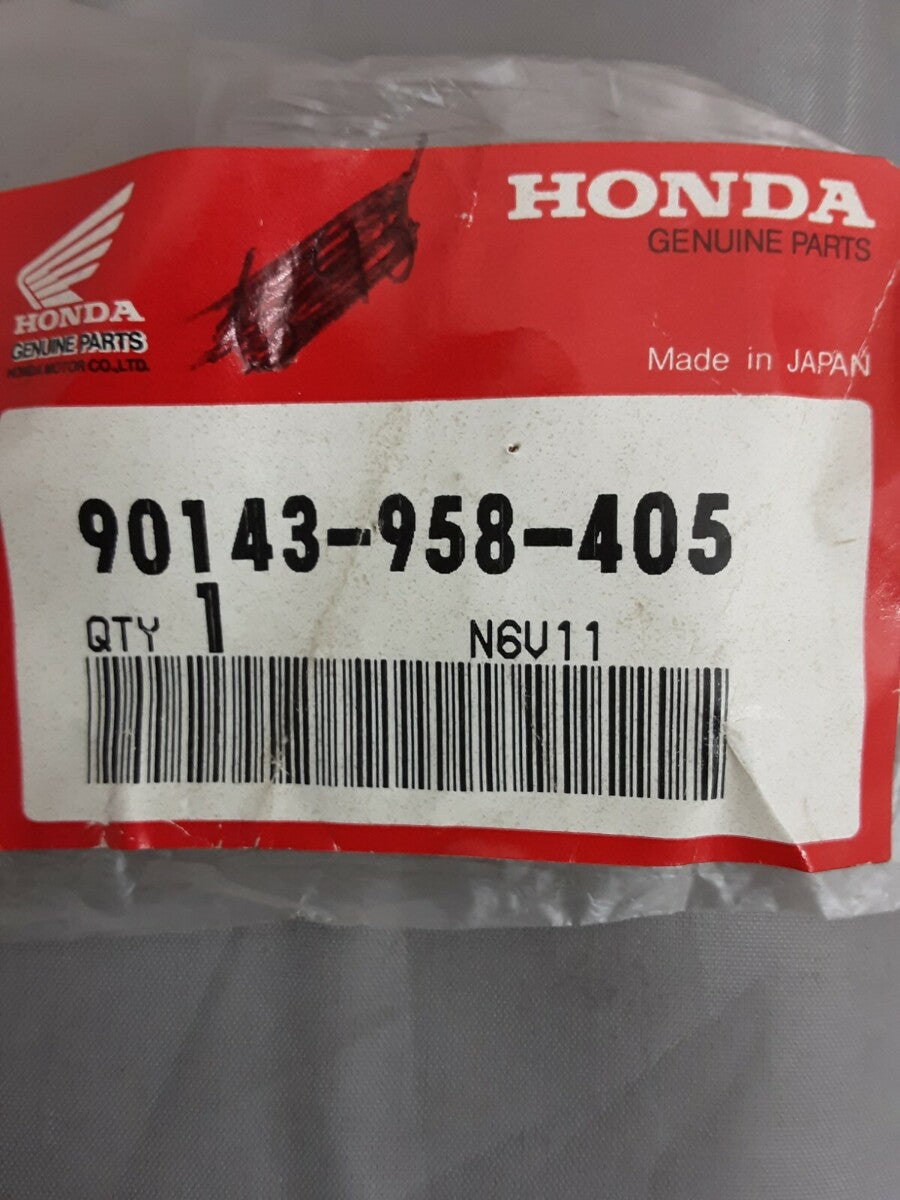 HONDA
GENUINE PARTS
HONDA MOTOR CO.,LTD.
HONDA
GENUINE PARTS
Made in JAPAN
90143-958-405
QTY 1
N6V11